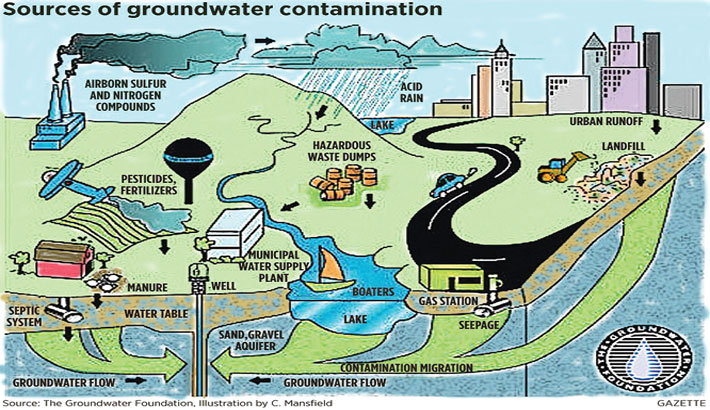 Sources of groundwater contamination
AIRBORN SULFUR
AND NITROGEN
COMPOUNDS
ACID
RAIN
LAKE
URBAN RUNOFF
HAZARDOUS
WASTE DUMPS
LANDFILL
PESTICIDES,
FERTILIZERS
MUNICIPAL
WATER SUPPLY
PLANT
MANURE
WELL
BOATERS
GAS STATION
SEPTIC
SYSTEM
WATER TABLE
LAKE
SEEPAGE
SAND, GRAVEL
AQUIFER
CONTAMINATION MIGRATION
GROUNDWATER FLOW
GROUNDWATER FLOW
THE GROUNDWATER
FOUNDATION
Source: The Groundwater Foundation, Illustration by C. Mansfield
GAZETTE